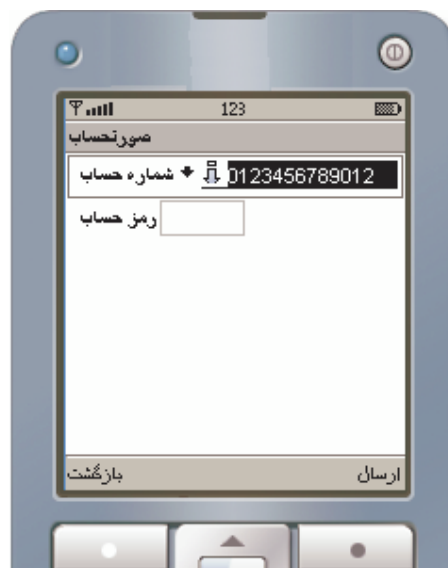 123
صورتحساب
شماره حساب 0123456789012
رمز حساب
بازگشت ارسال